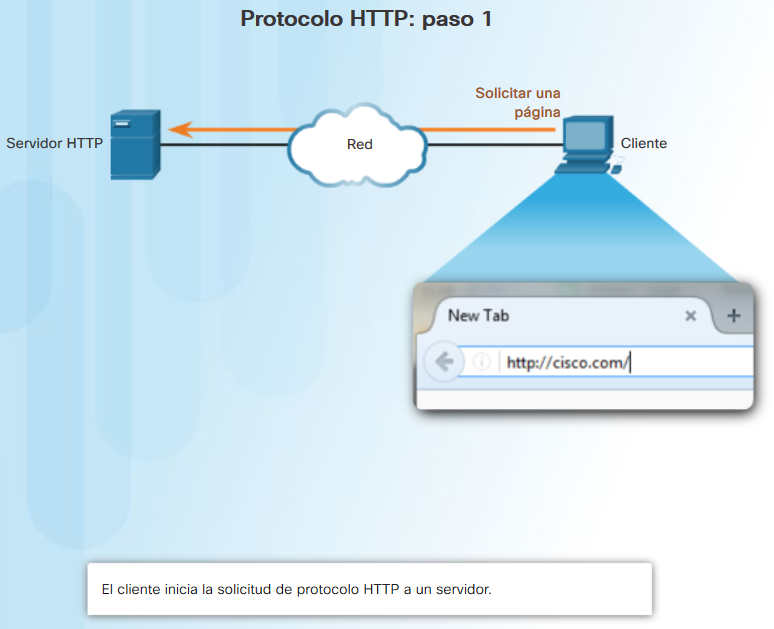 Protocolo HTTP: paso 1
Solicitar una
página
Servidor HTTP
Red
Cliente
New Tab
http://cisco.com/
El cliente inicia la solicitud de protocolo HTTP a un servidor.